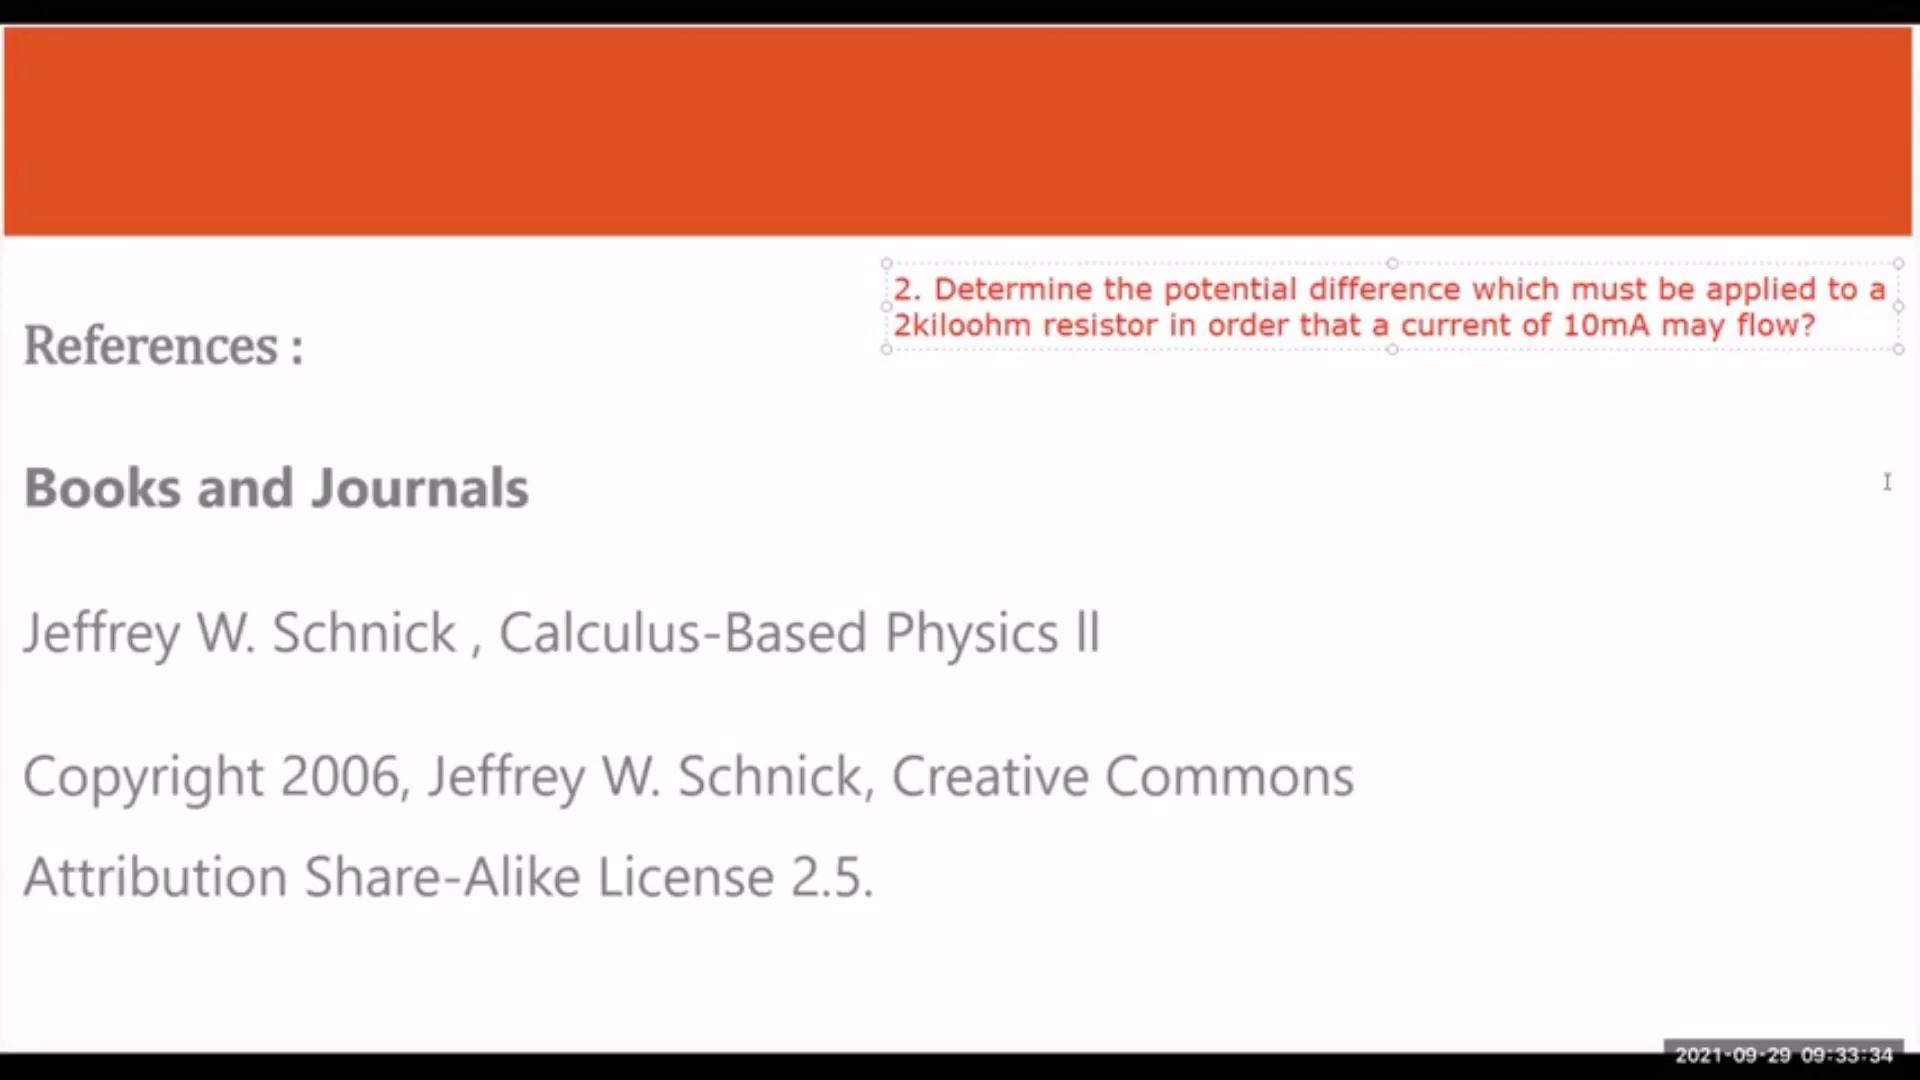 2. Determine the potential difference which must be applied to a
2kiloohm resistor in order that a current of 10mA may flow?
References :
Books and Journals
Jeffrey W. Schnick , Calculus-Based Physics ll
Copyright 2006, Jeffrey W. Schnick, Creative Commons
Attribution Share-Alike License 2.5.
2021-09-29 09:33:34